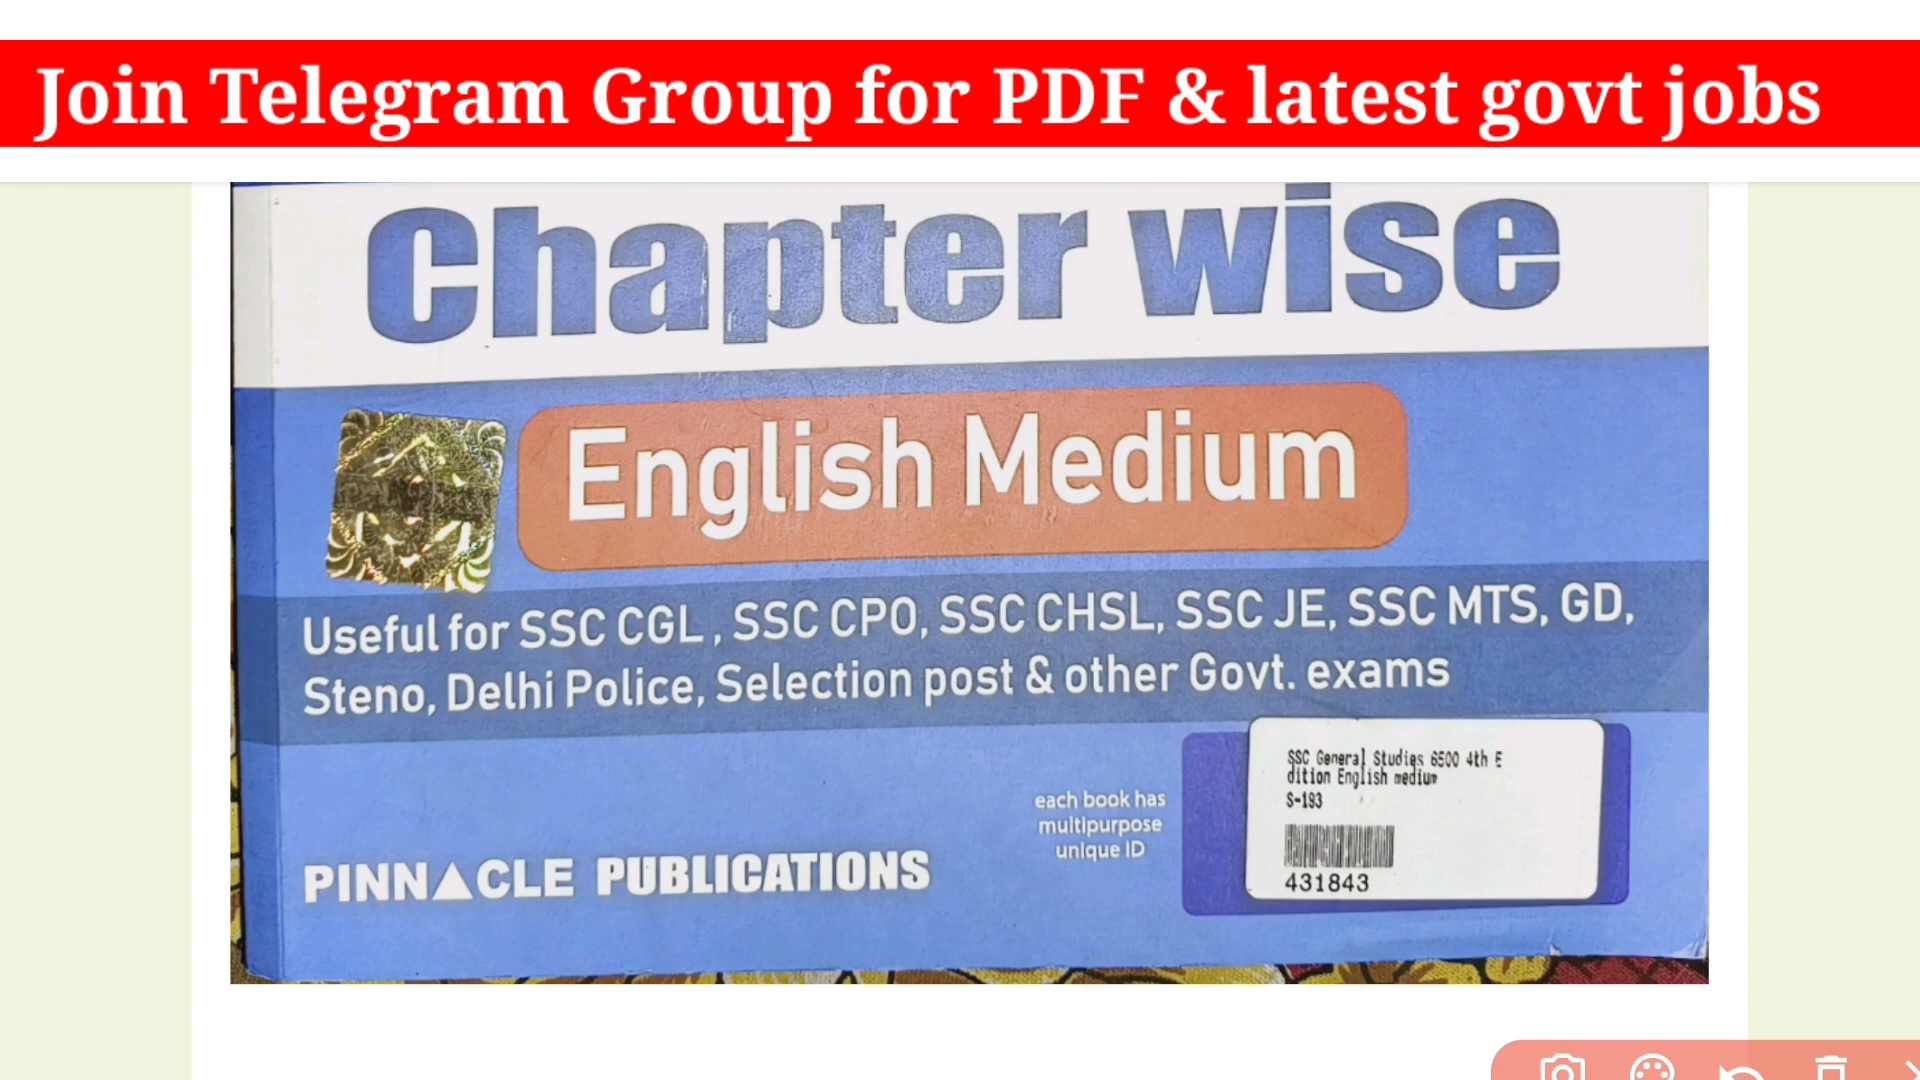 Join Telegram Group for PDF & latest govt jobs
Chapter wise
English Medium
Useful for SSC CGL, SSC CPO, SSC CHSL, SSC JE, SSC MTS, GD,
Steno, Delhi Police, Selection post & other Govt. exams
SSC General Studies 6500 4th E
dition English medium
S-193
each book has
multipurpose
unique ID
431843
PINNACLE PUBLICATIONS